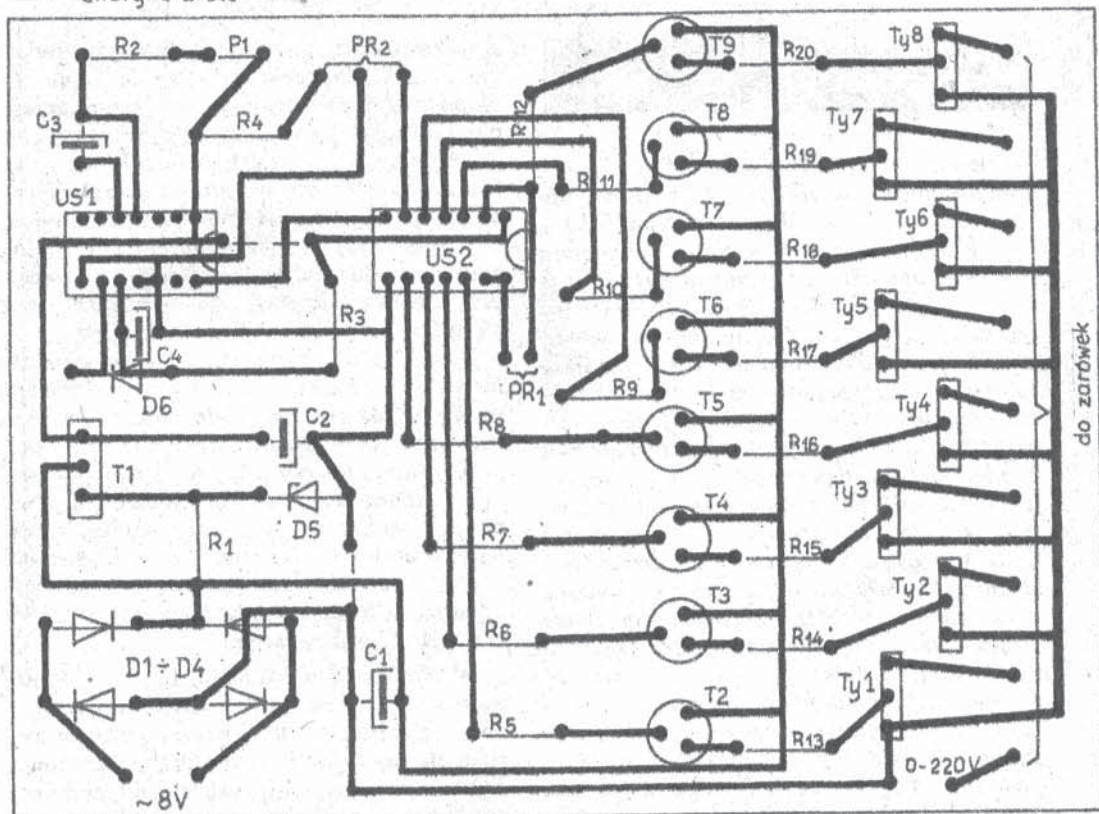 R2 P1 PR2 T9 R20 Ty8
C3 R4 R12 T8 R19 Ty7
US1 R11 T7 Ty6
US2 R10 R18
R3 T6 Ty5
C4 PR1 R9 R17
D6 C2 R8 T5 R16 Ty4
T1 D5 T4 Ty3
R1 R7 R15
T3 Ty2
D1÷D4 C1 R6 R14
R5 T2 R13 Ty1
~8V 0-220V
do żarówek